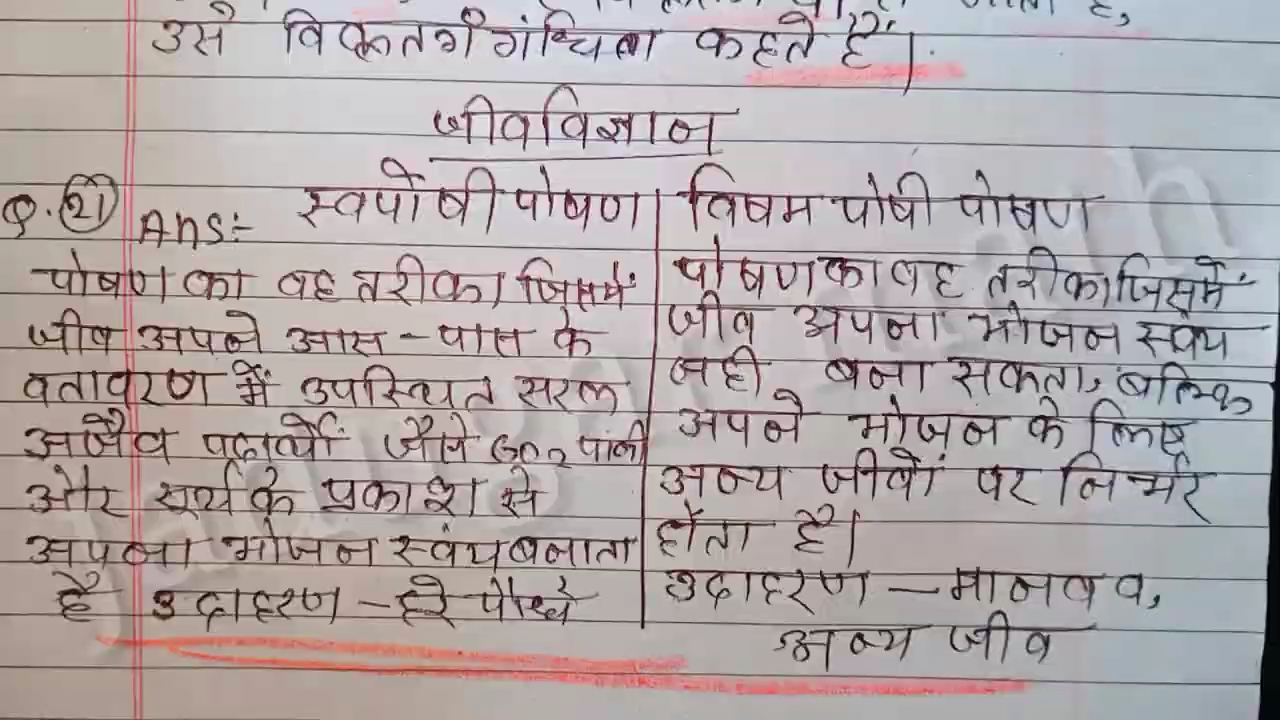 उसे विकृतगंधिता कहते हैं।
जीवविज्ञान
Q.(21) Ans:- स्वपोषी पोषण
पोषण का वह तरीका जिसमें
जीव अपने आस-पास के
वतावरण में उपस्थित सरल
अजैव पदार्थों जैसे CO2 पानी
और सूर्य के प्रकाश से
अपना भोजन स्वंय बनाता
है उदाहरण - हरे पौधे
विषम पोषी पोषण
पोषण का वह तरीका जिसमें
जीव अपना भोजन स्वय
नही बना सकता, बल्कि
अपने भोजन के लिए
अन्य जीवों पर निर्भर
होता है।
उदाहरण - मानव व,
अन्य जीव